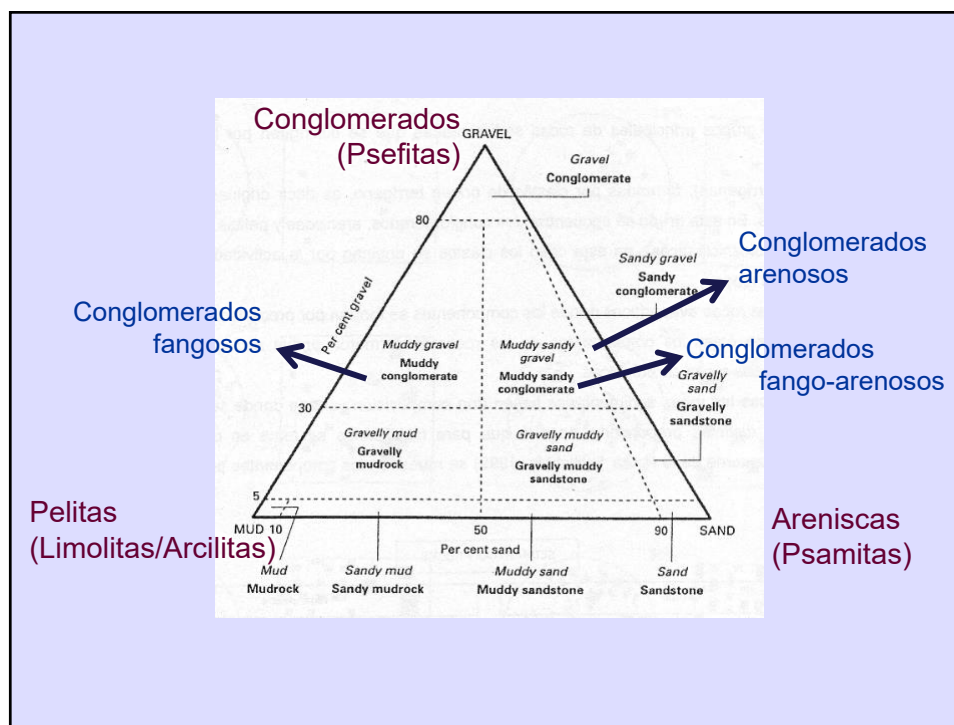 Conglomerados
(Psefitas)
GRAVEL
Gravel
Conglomerate
80
Per cent gravel
Sandy gravel
Sandy
conglomerate
Conglomerados
arenosos
Conglomerados
fangosos
Muddy gravel
Muddy
conglomerate
Muddy sandy
gravel
Muddy sandy
conlomerate
Conglomerados
fango-arenosos
Gravelly
sand
Gravelly
sandstone
30
Gravelly mud
Gravelly
mudrock
Gravelly muddy
sand
Gravelly muddy
sandstone
5
Pelitas
(Limolitas/Arcilitas)
MUD 10
50
90
SAND
Per cent sand
Areniscas
(Psamitas)
Mud
Mudrock
Sandy mud
Sandy mudrock
Muddy sand
Muddy sandstone
Sand
Sandstone